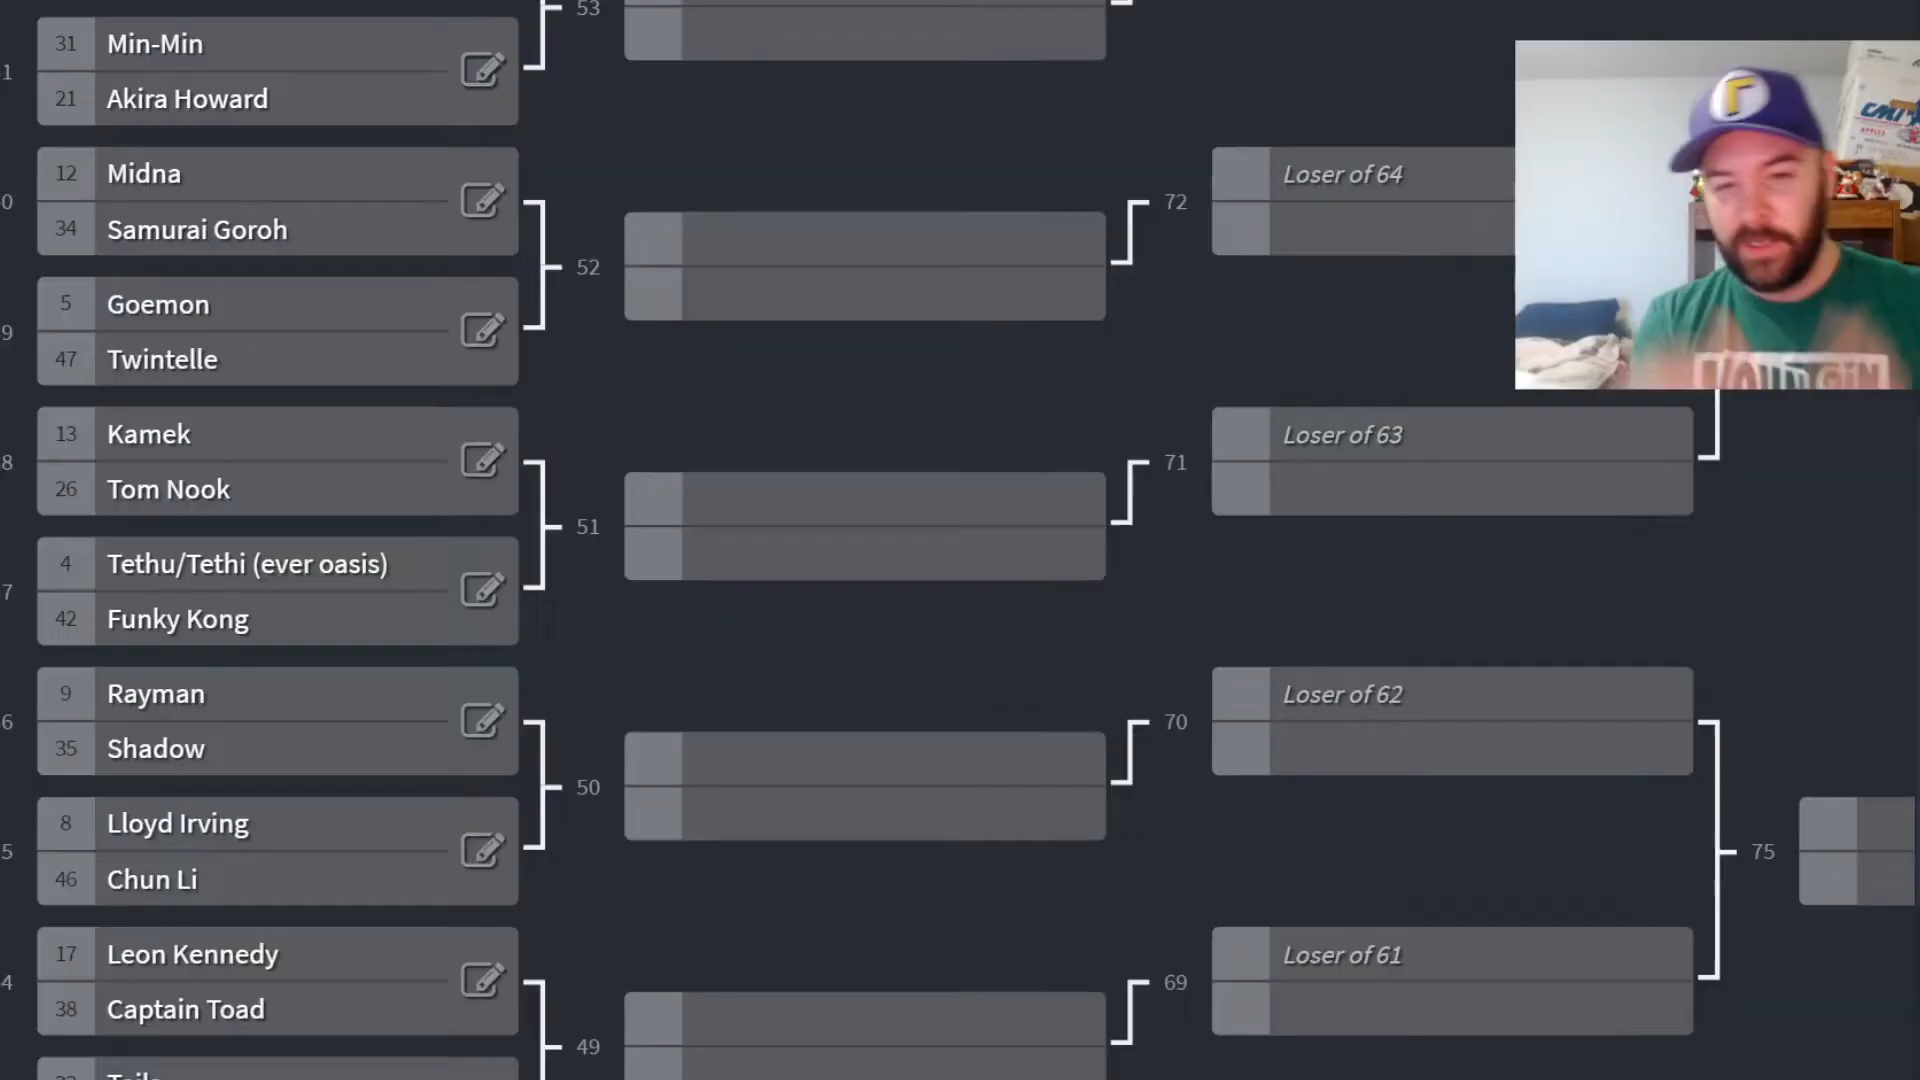 53
31 Min-Min
1
21 Akira Howard
12 Midna
0
34 Samurai Goroh
52
5 Goemon
9
47 Twintelle
72
Loser of 64
13 Kamek
8
26 Tom Nook
51
4 Tethu/Tethi (ever oasis)
7
42 Funky Kong
71
Loser of 63
9 Rayman
6
35 Shadow
50
8 Lloyd Irving
5
46 Chun Li
70
Loser of 62
17 Leon Kennedy
4
38 Captain Toad
49
69
Loser of 61
75
APPLES